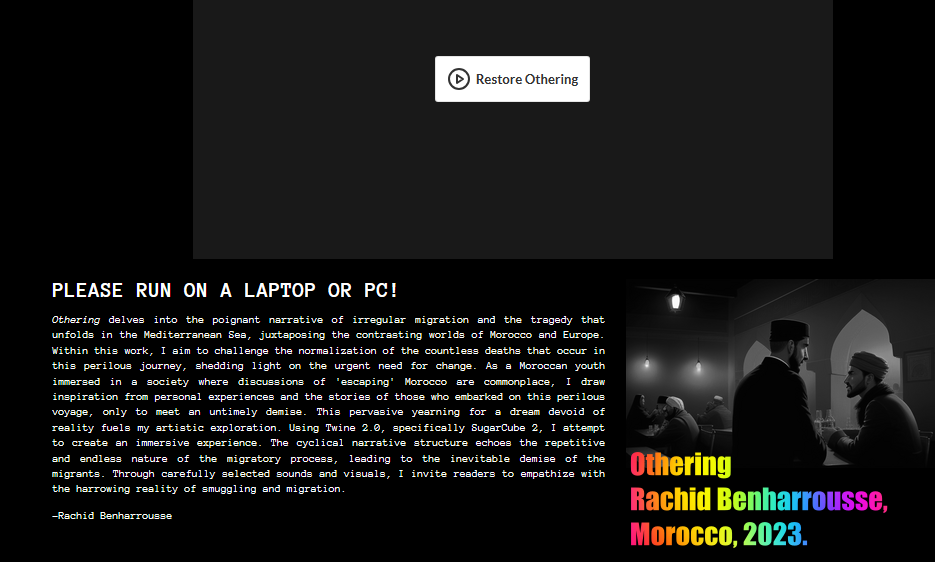 Restore Othering
PLEASE RUN ON A LAPTOP OR PC!
Othering delves into the poignant narrative of irregular migration and the tragedy that
unfolds in the Mediterranean Sea, juxtaposing the contrasting worlds of Morocco and Europe.
Within this work, I aim to challenge the normalization of the countless deaths that occur in
this perilous journey, shedding light on the urgent need for change. As a Moroccan youth
immersed in a society where discussions of 'escaping' Morocco are commonplace, I draw
inspiration from personal experiences and the stories of those who embarked on this perilous
voyage, only to meet an untimely demise. This pervasive yearning for a dream devoid of
reality fuels my artistic exploration. Using Twine 2.0, specifically SugarCube 2, I attempt
to create an immersive experience. The cyclical narrative structure echoes the repetitive
and endless nature of the migratory process, leading to the inevitable demise of the
migrants. Through carefully selected sounds and visuals, I invite readers to empathize with
the harrowing reality of smuggling and migration.
—Rachid Benharrousse
Othering
Rachid Benharrousse,
Morocco, 2023.